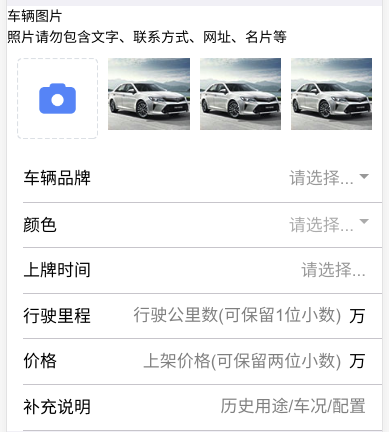 车辆图片
照片请勿包含文字、联系方式、网址、名片等
车辆品牌 请选择...
颜色 请选择...
上牌时间 请选择...
行驶里程 行驶公里数(可保留1位小数) 万
价格 上架价格(可保留两位小数) 万
补充说明 历史用途/车况/配置